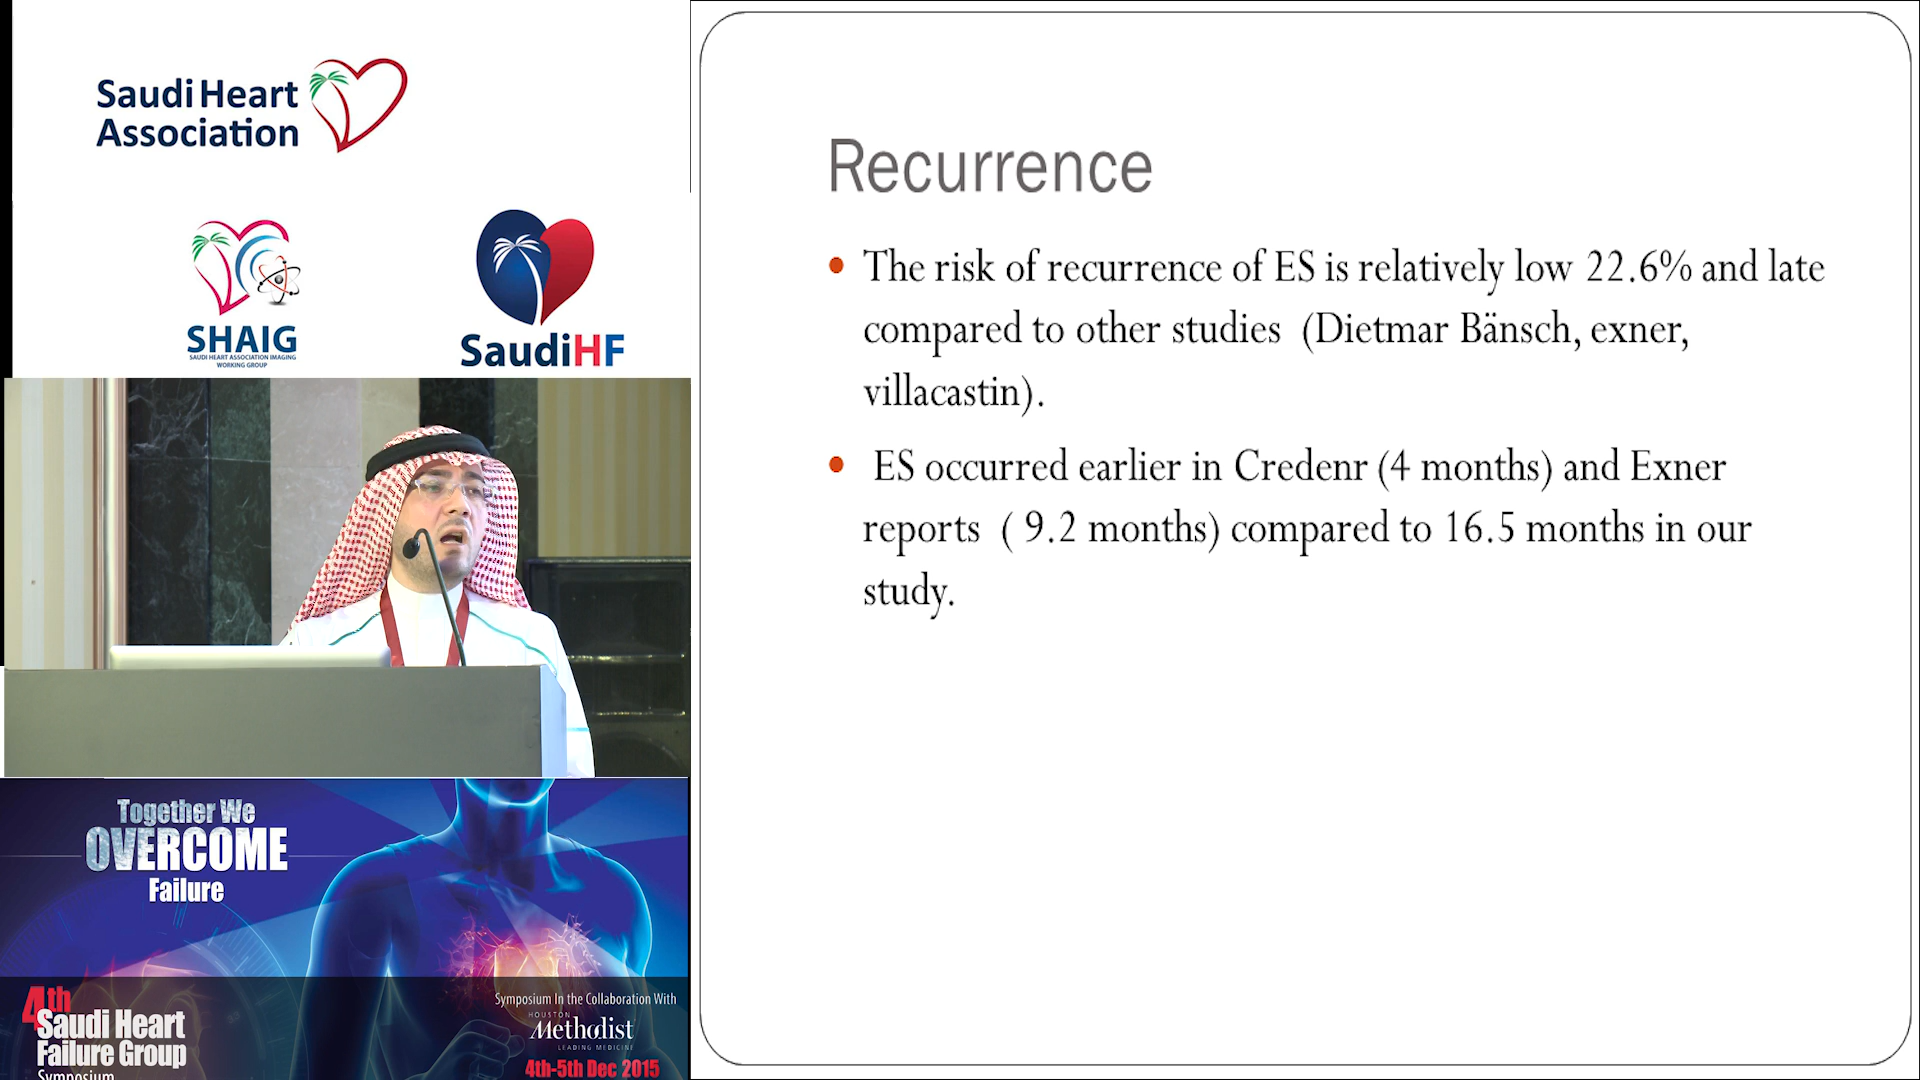 Saudi Heart
Association
SHAIG
SAUDI HEART ASSOCIATION IMAGING
WORKING GROUP
SaudiHF
Together We
OVERCOME
Failure
4th
Saudi Heart
Failure Group
Symposium
Symposium In the Collaboration With
HOUSTON
Methodist
LEADING MEDICINE
4th-5th Dec 2015
Recurrence
• The risk of recurrence of ES is relatively low 22.6% and late
compared to other studies (Dietmar Bänsch, exner,
villacastin).
• ES occurred earlier in Credenr (4 months) and Exner
reports ( 9.2 months) compared to 16.5 months in our
study.